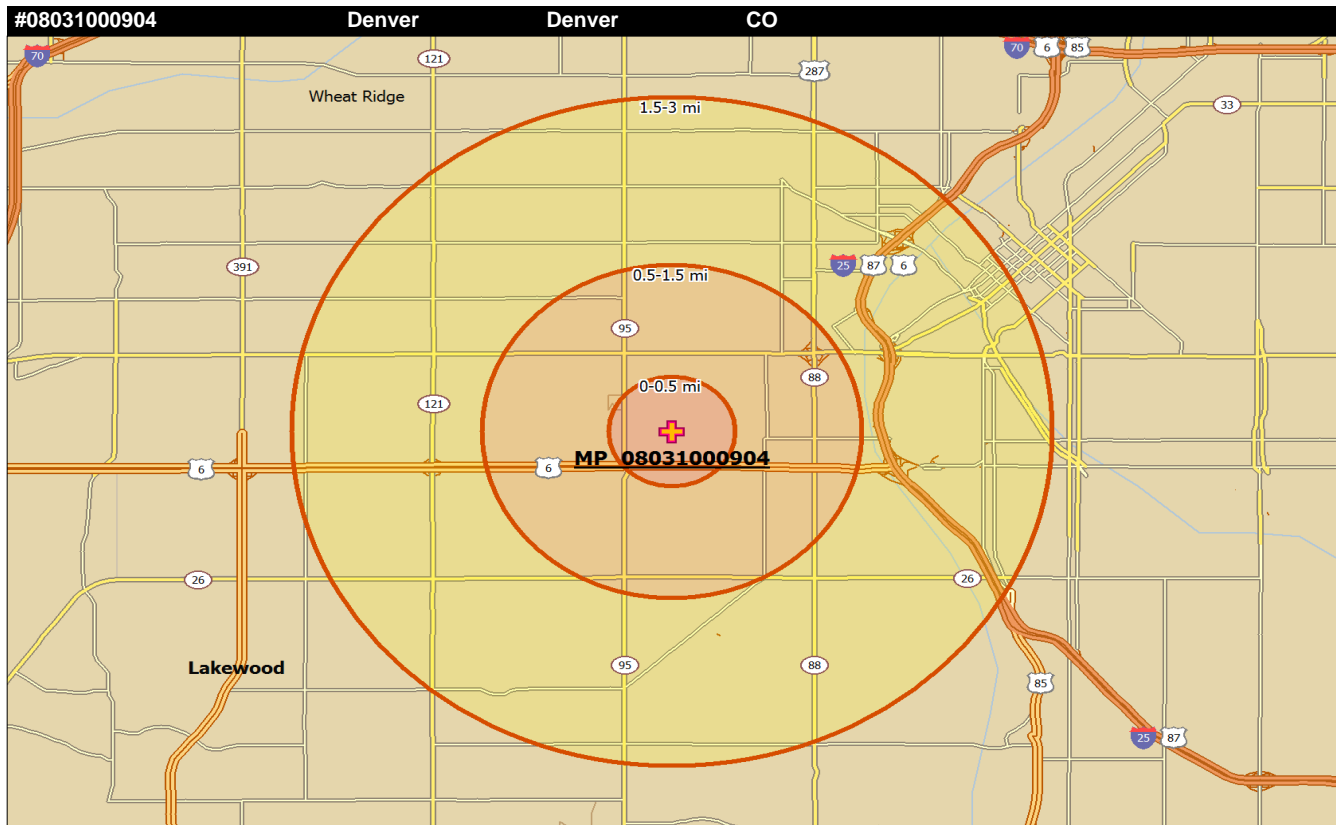 #08031000904 Denver Denver CO
70
121
287
70 6 85
Wheat Ridge
1.5-3 mi
33
391
0.5-1.5 mi
25 87 6
95
88
0-0.5 mi
121
MP 08031000904
6
6
26
26
Lakewood
95
88
85
25 87